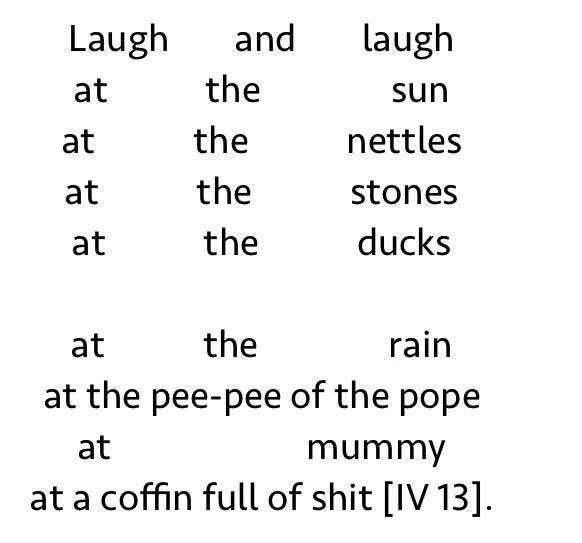 Laugh and laugh
at the sun
at the nettles
at the stones
at the ducks
at the rain
at the pee-pee of the pope
at mummy
at a coffin full of shit [IV 13].